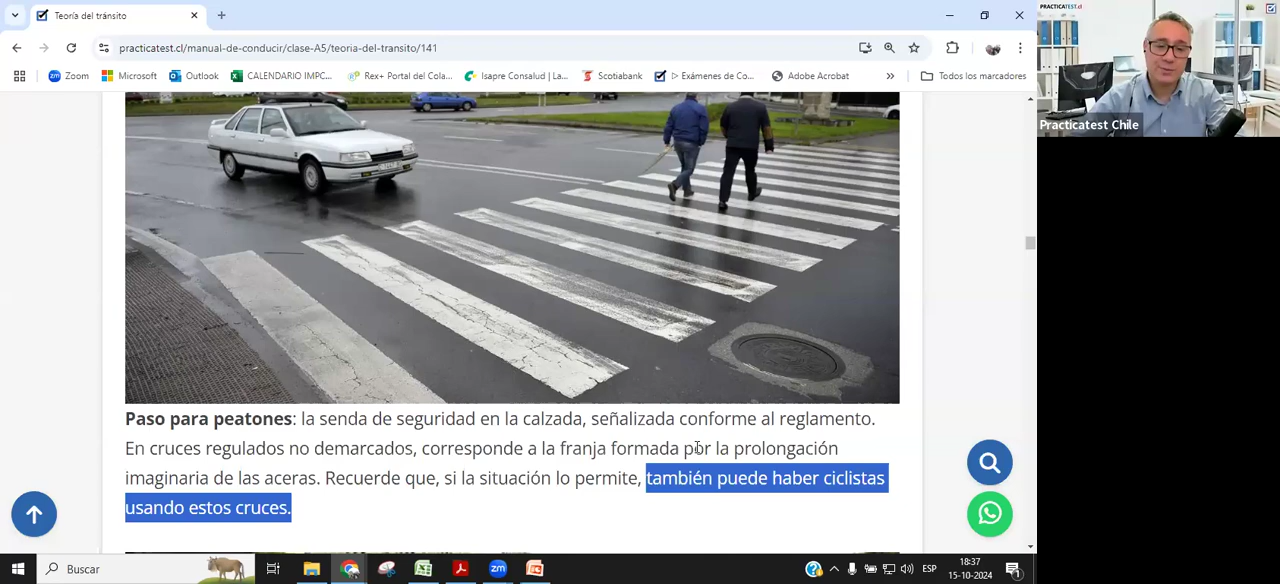 Teoría del tránsito
practicatest.cl/manual-de-conducir/clase-A5/teoria-del-transito/141
Zoom
Microsoft
Outlook
CALENDARIO IMPC...
Rex+ Portal del Cola...
Isapre Consalud | La...
Scotiabank
▷ Exámenes de Co...
Adobe Acrobat
»
Todos los marcadores
PRACTICATEST.cl
Practicatest Chile
Paso para peatones: la senda de seguridad en la calzada, señalizada conforme al reglamento.
En cruces regulados no demarcados, corresponde a la franja formada por la prolongación
imaginaria de las aceras. Recuerde que, si la situación lo permite, también puede haber ciclistas
usando estos cruces.
Buscar
ESP
18:37
15-10-2024